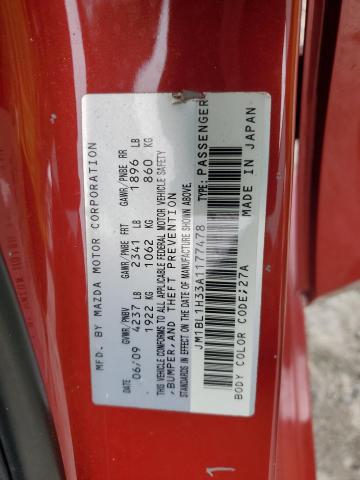 MFD. BY MAZDA MOTOR CORPORATION
DATE GVWR/PNBV GAWR/PNBE FRT GAWR/PNBE RR
06/09 4237 LB 2341 LB 1896 LB
1922 KG 1062 KG 860 KG
THIS VEHICLE CONFORMS TO ALL APPLICABLE FEDERAL MOTOR VEHICLE SAFETY
,BUMPER,AND THEFT PREVENTION
STANDARDS IN EFFECT ON THE DATE OF MANUFACTURE SHOWN ABOVE.
JM1BL1H33A1177478 TYPE: PASSENGER
BODY COLOR CODE;27A MADE IN JAPAN